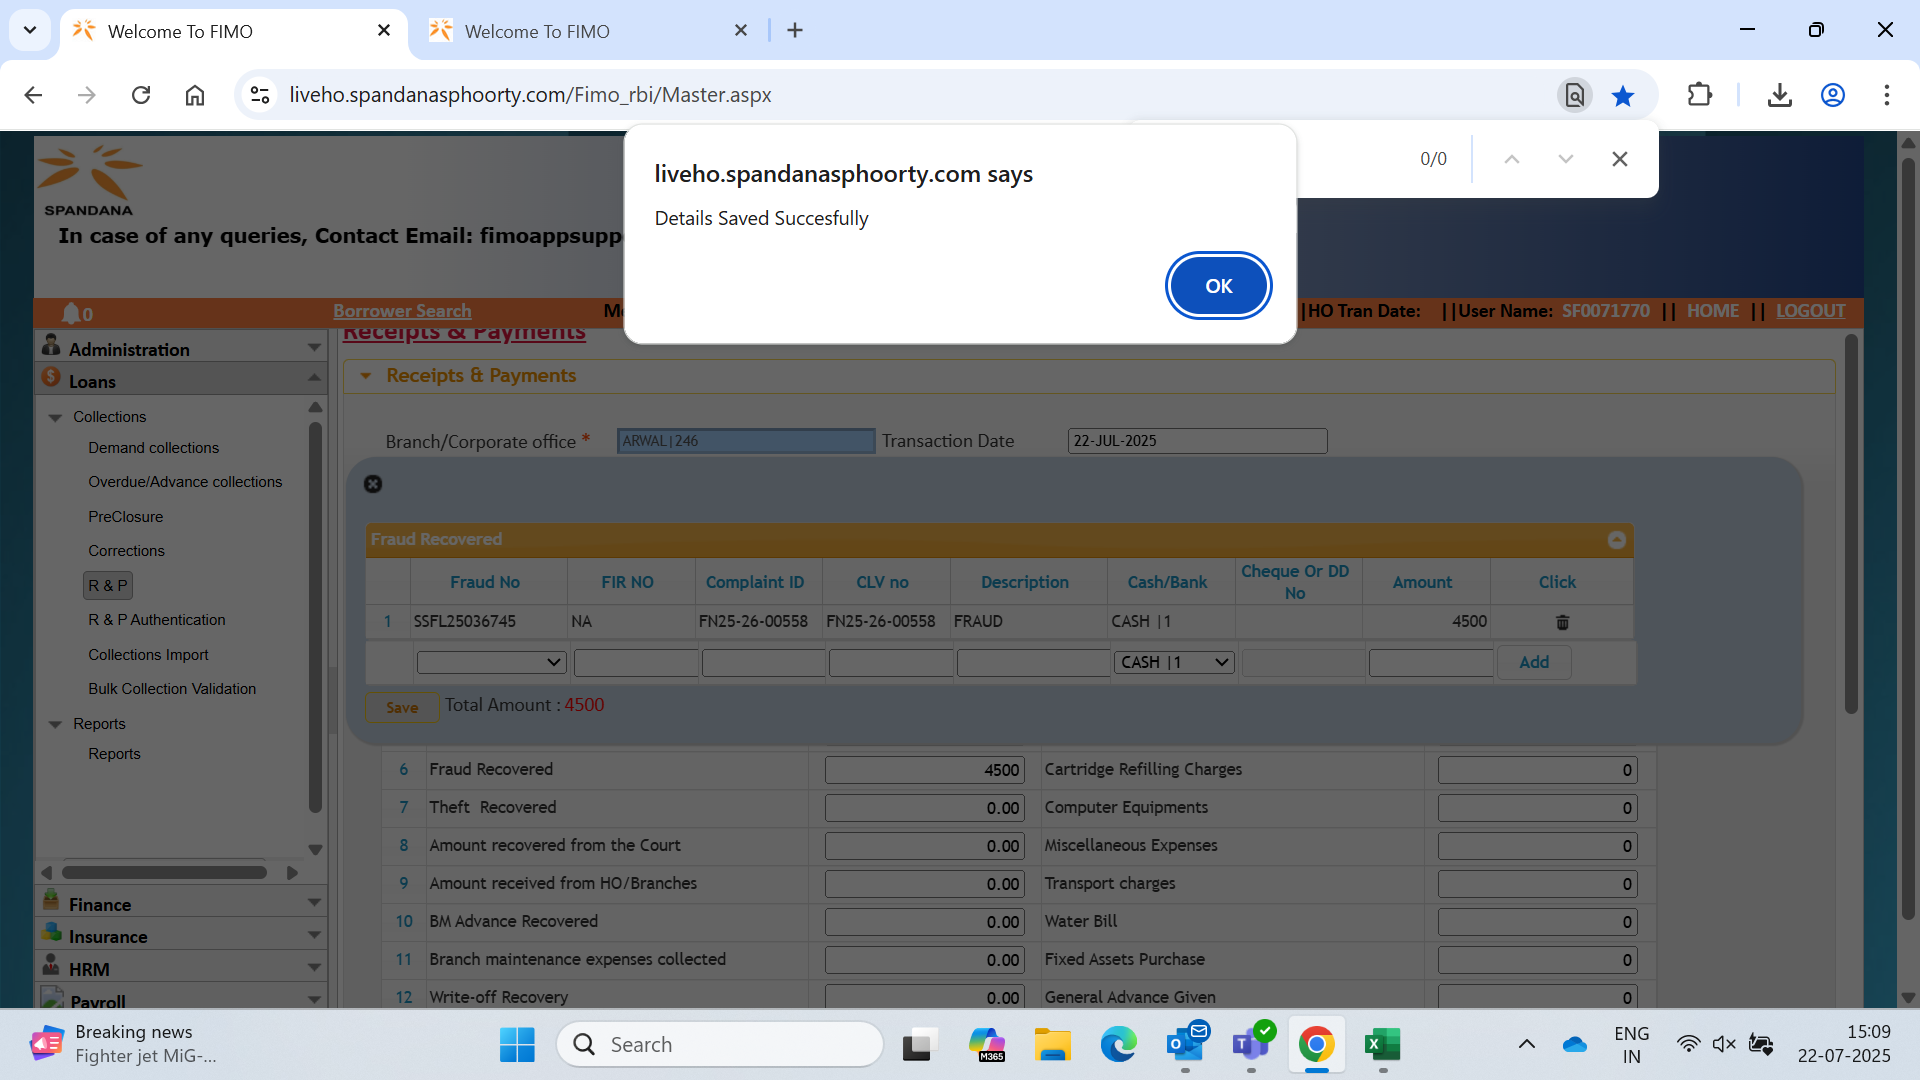 Welcome To FIMO
Welcome To FIMO
liveho.spandanasphoorty.com/Fimo_rbi/Master.aspx
0/0
liveho.spandanasphoorty.com says
Details Saved Succesfully
OK
SPANDANA
In case of any queries, Contact Email: fimoappsupp
0
Borrower Search
|HO Tran Date: ||User Name: SF0071770 || HOME || LOGOUT
Administration
Loans
Collections
Demand collections
Overdue/Advance collections
PreClosure
Corrections
R & P
R & P Authentication
Collections Import
Bulk Collection Validation
Reports
Reports
Finance
Insurance
HRM
Payroll
Receipts & Payments
Receipts & Payments
Branch/Corporate office * ARWAL|246 Transaction Date 22-JUL-2025
Fraud Recovered
Fraud No FIR NO Complaint ID CLV no Description Cash/Bank Cheque Or DD No Amount Click
1 SSFL25036745 NA FN25-26-00558 FN25-26-00558 FRAUD CASH |1 4500
CASH |1 Add
Save Total Amount : 4500
6 Fraud Recovered 4500 Cartridge Refilling Charges 0
7 Theft Recovered 0.00 Computer Equipments 0
8 Amount recovered from the Court 0.00 Miscellaneous Expenses 0
9 Amount received from HO/Branches 0.00 Transport charges 0
10 BM Advance Recovered 0.00 Water Bill 0
11 Branch maintenance expenses collected 0.00 Fixed Assets Purchase 0
12 Write-off Recovery 0.00 General Advance Given 0
Breaking news
Fighter jet MiG-...
Search
M365
ENG
IN
15:09
22-07-2025